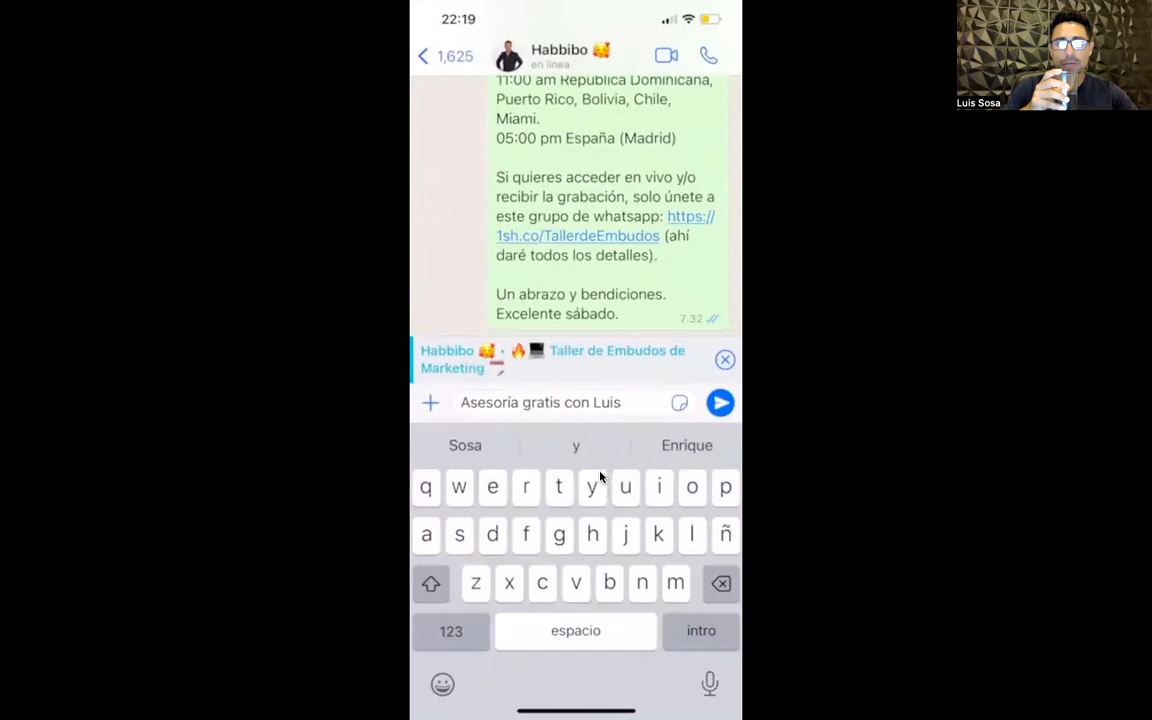 22:19
1,625
Habbibo 🥰
en línea
11:00 am República Dominicana,
Puerto Rico, Bolivia, Chile,
Miami.
05:00 pm España (Madrid)
Si quieres acceder en vivo y/o
recibir la grabación, solo únete a
este grupo de whatsapp: https://
1sh.co/TallerdeEmbudos (ahí
daré todos los detalles).
Un abrazo y bendiciones.
Excelente sábado.
7:32
Habbibo 🥰 · 🔥💻 Taller de Embudos de
Marketing
Asesoría gratis con Luis
Sosa y Enrique
q w e r t y u i o p
a s d f g h j k l ñ
z x c v b n m
123 espacio intro
Luis Sosa